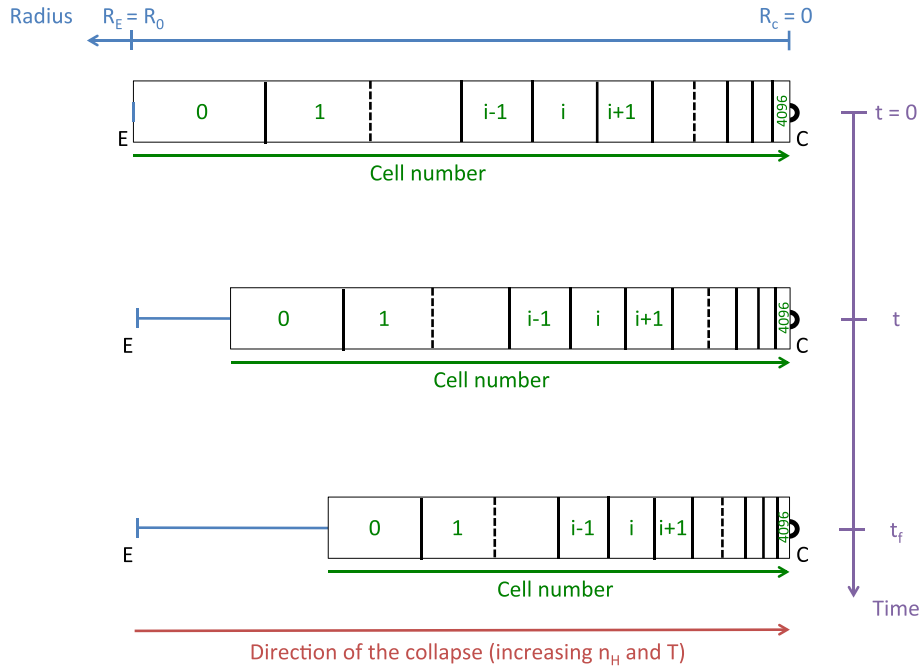 Radius R_E = R_0 R_c = 0
0 1 i-1 i i+1 4096 t = 0
E C
Cell number
0 1 i-1 i i+1 4096 t
E C
Cell number
0 1 i-1 i i+1 4096 t_f
E C
Cell number
Time
Direction of the collapse (increasing n_H and T)